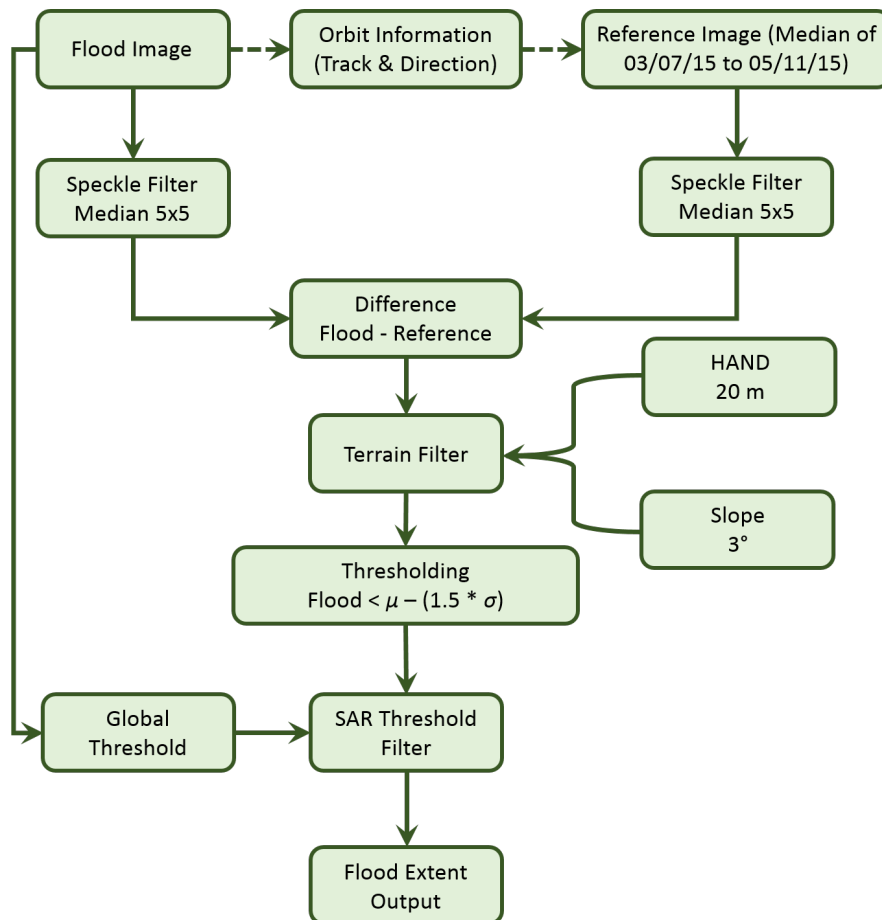 Flood Image
Orbit Information
(Track & Direction)
Reference Image (Median of
03/07/15 to 05/11/15)
Speckle Filter
Median 5x5
Speckle Filter
Median 5x5
Difference
Flood - Reference
HAND
20 m
Terrain Filter
Slope
3°
Thresholding
Flood < μ – (1.5 * σ)
Global
Threshold
SAR Threshold
Filter
Flood Extent
Output